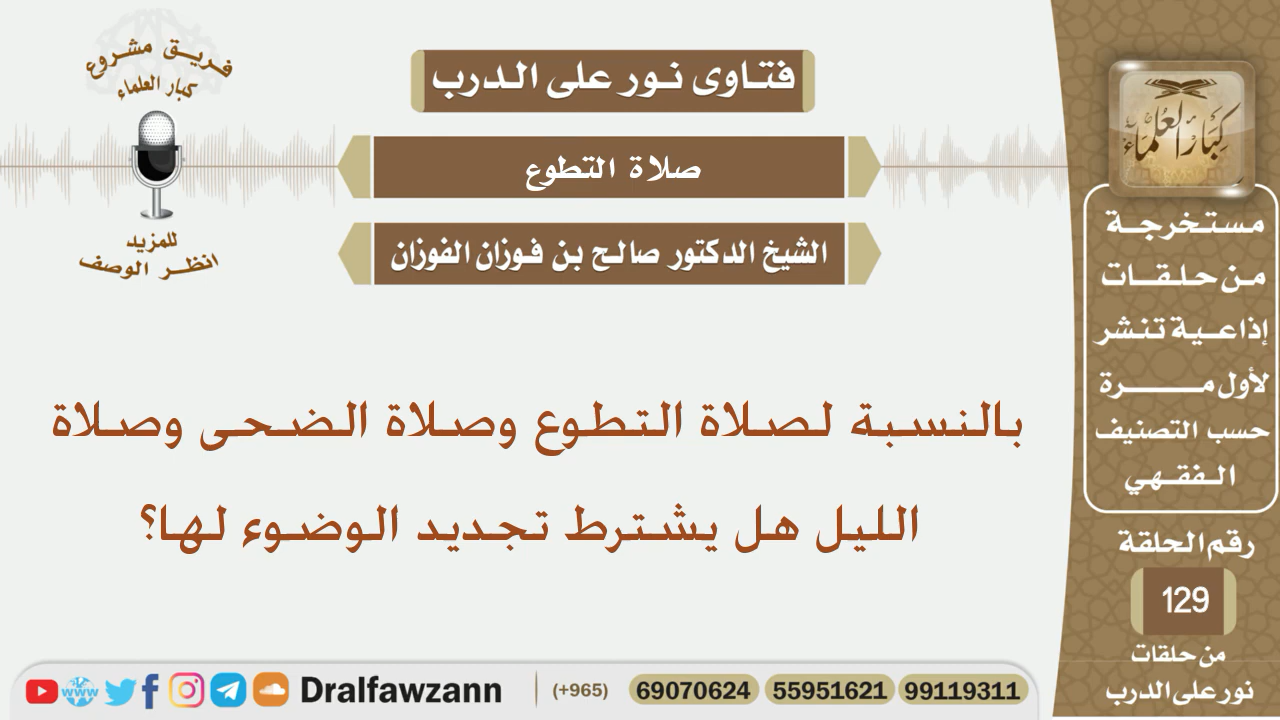 فريق مشروع
كبار العلماء
للمزيد
انظر الوصف
فتاوى نور على الدرب
صلاة التطوع
الشيخ الدكتور صالح بن فوزان الفوزان
كبار العلماء
مستخرجة
من حلقات
إذاعية تنشر
لأول مرة
حسب التصنيف
الفقهي
رقم الحلقة
129
من حلقات
نور على الدرب
بالنسبة لصلاة التطوع وصلاة الضحى وصلاة
الليل هل يشترط تجديد الوضوء لها؟
www Dralfawzann (+965) 69070624 55951621 99119311